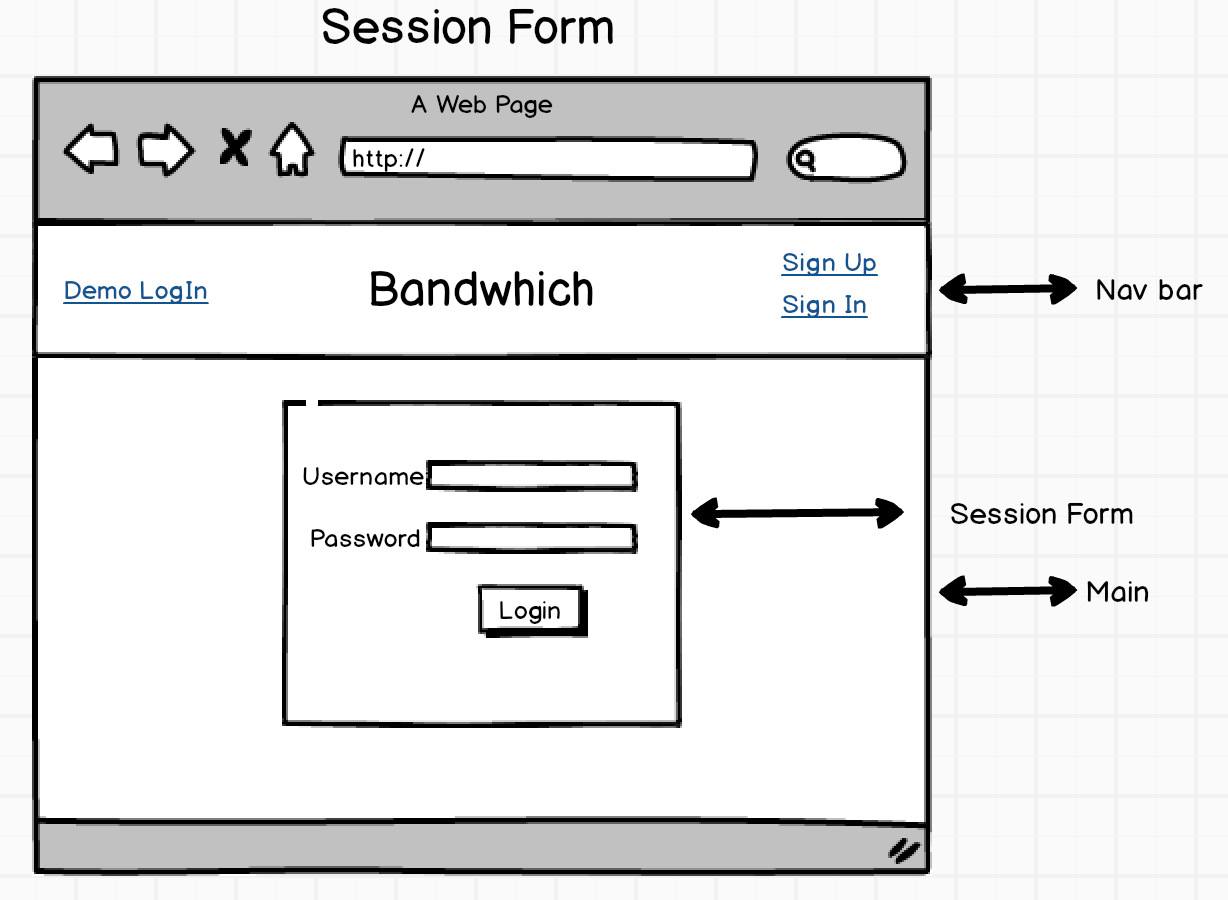 Session Form
A Web Page
http://
Demo LogIn
Bandwhich
Sign Up
Sign In
Nav bar
Username
Password
Login
Session Form
Main